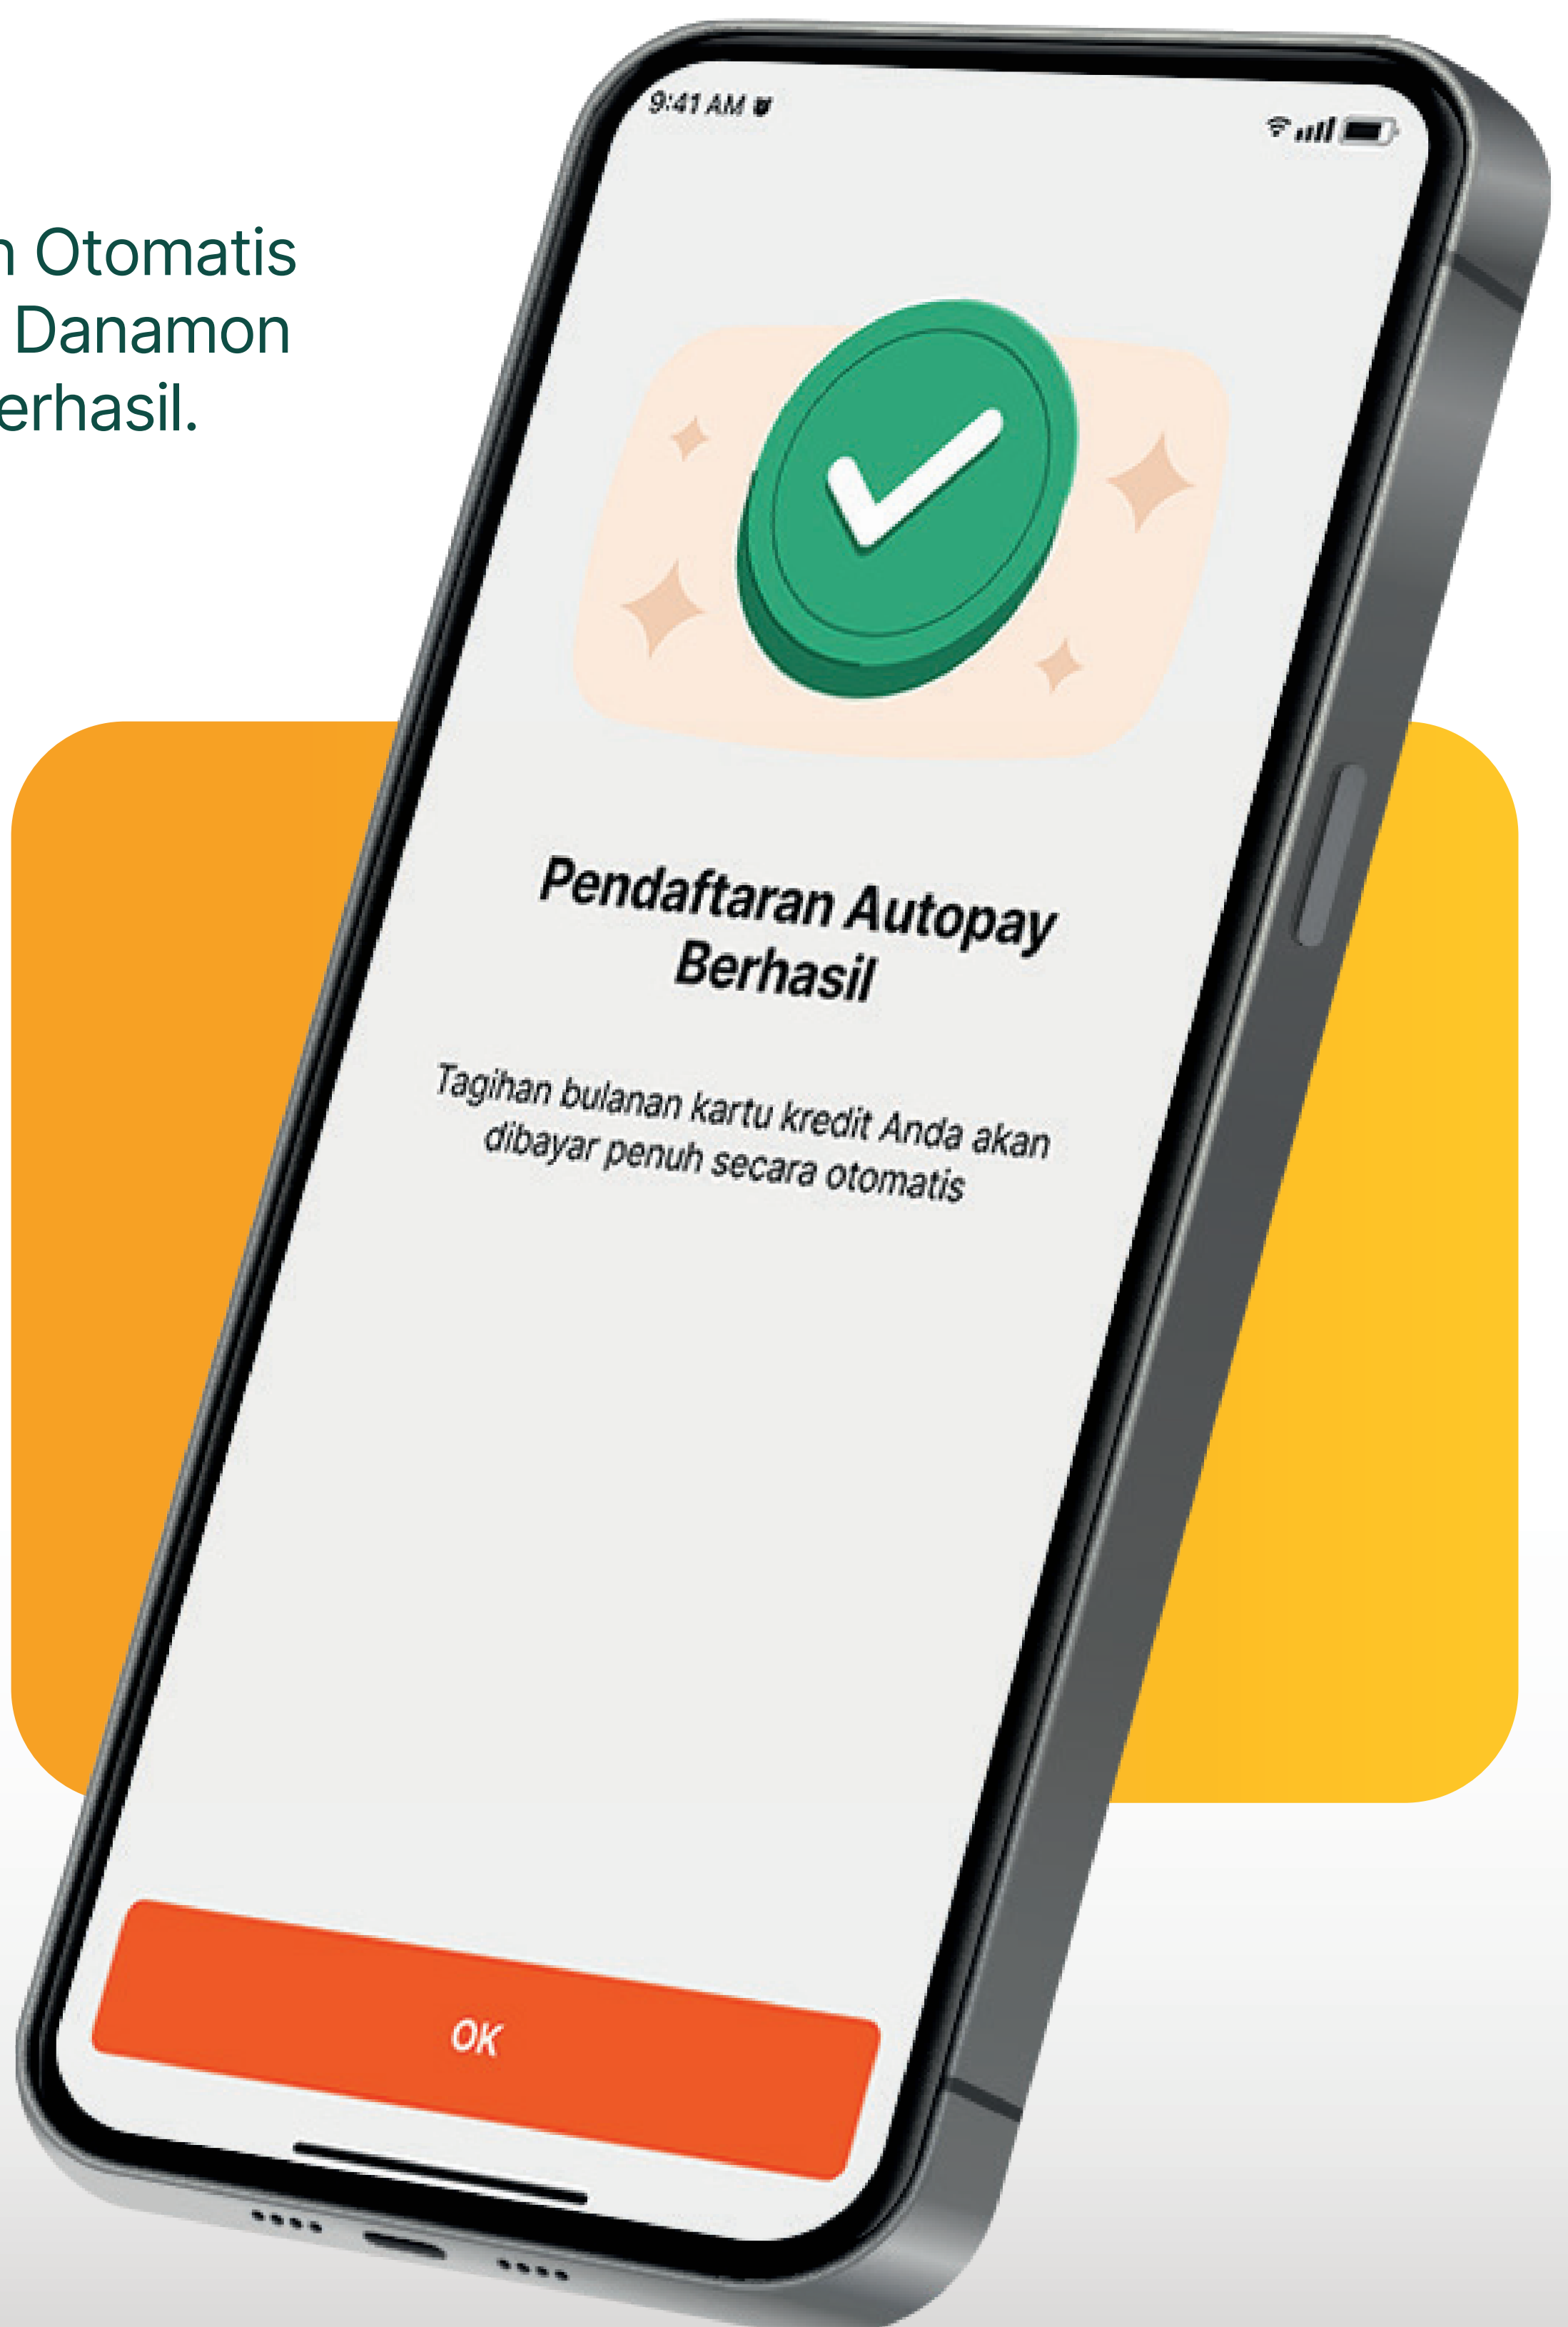 Otomatis
Danamon
erhasil.
9:41 AM
Pendaftaran Autopay
Berhasil
Tagihan bulanan kartu kredit Anda akan
dibayar penuh secara otomatis
OK